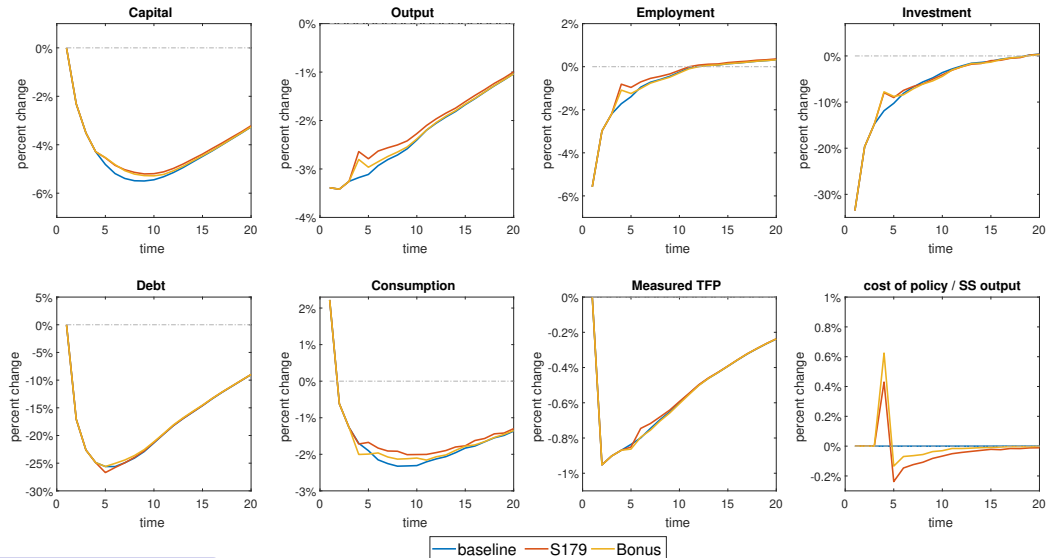 Capital
0%
-2%
-4%
-6%
percent change
0 5 10 15 20
time
Output
0%
-1%
-2%
-3%
-4%
percent change
0 5 10 15 20
time
Employment
2%
0%
-2%
-4%
-6%
percent change
0 5 10 15 20
time
Investment
0%
-10%
-20%
-30%
percent change
0 5 10 15 20
time
Debt
5%
0%
-5%
-10%
-15%
-20%
-25%
-30%
percent change
0 5 10 15 20
time
Consumption
2%
1%
0%
-1%
-2%
-3%
percent change
0 5 10 15 20
time
Measured TFP
0%
-0.2%
-0.4%
-0.6%
-0.8%
-1%
percent change
0 5 10 15 20
time
cost of policy / SS output
1%
0.8%
0.6%
0.4%
0.2%
0%
-0.2%
percent change
0 5 10 15 20
time
baseline S179 Bonus